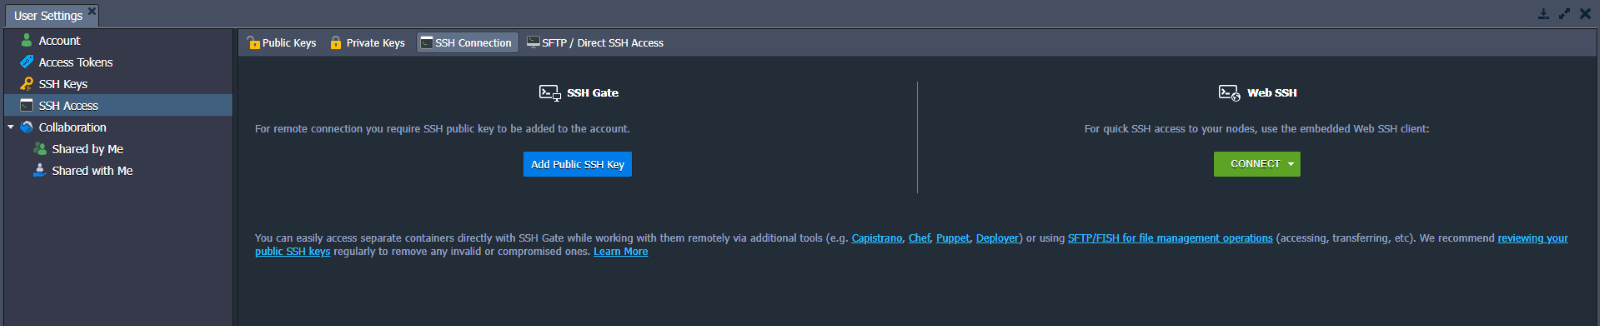 User Settings
Account
Access Tokens
SSH Keys
SSH Access
Collaboration
Shared by Me
Shared with Me
Public Keys
Private Keys
SSH Connection
SFTP / Direct SSH Access
SSH Gate
For remote connection you require SSH public key to be added to the account.
Add Public SSH Key
Web SSH
For quick SSH access to your nodes, use the embedded Web SSH client:
CONNECT
You can easily access separate containers directly with SSH Gate while working with them remotely via additional tools (e.g. Capistrano, Chef, Puppet, Deployer) or using SFTP/FISH for file management operations (accessing, transferring, etc). We recommend reviewing your
public SSH keys regularly to remove any invalid or compromised ones. Learn More